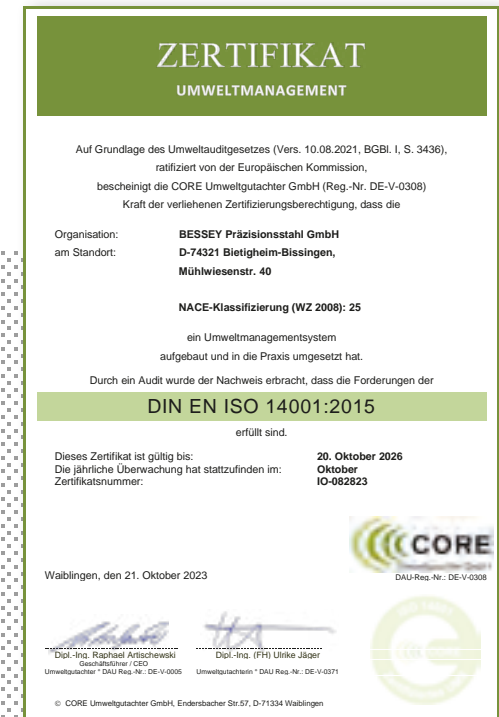 ZERTIFIKAT
UMWELTMANAGEMENT
Auf Grundlage des Umweltauditgesetzes (Vers. 10.08.2021, BGBl. I, S. 3436),
ratifiziert von der Europäischen Kommission,
bescheinigt die CORE Umweltgutachter GmbH (Reg.-Nr. DE-V-0308)
Kraft der verliehenen Zertifizierungsberechtigung, dass die
Organisation: BESSEY Präzisionsstahl GmbH
am Standort: D-74321 Bietigheim-Bissingen,
Mühlwiesenstr. 40
NACE-Klassifizierung (WZ 2008): 25
ein Umweltmanagementsystem
aufgebaut und in die Praxis umgesetzt hat.
Durch ein Audit wurde der Nachweis erbracht, dass die Forderungen der
DIN EN ISO 14001:2015
erfüllt sind.
Dieses Zertifikat ist gültig bis: 20. Oktober 2026
Die jährliche Überwachung hat stattzufinden im: Oktober
Zertifikatsnummer: IO-082823
CORE
DAU-Reg.-Nr.: DE-V-0308
Waiblingen, den 21. Oktober 2023
Dipl.-Ing. Raphael Artischewski Dipl.-Ing. (FH) Ulrike Jäger
Geschäftsführer / CEO
Umweltgutachter * DAU Reg.-Nr.: DE-V-0005 Umweltgutachterin * DAU Reg.-Nr.: DE-V-0371
© CORE Umweltgutachter GmbH, Endersbacher Str.57, D-71334 Waiblingen